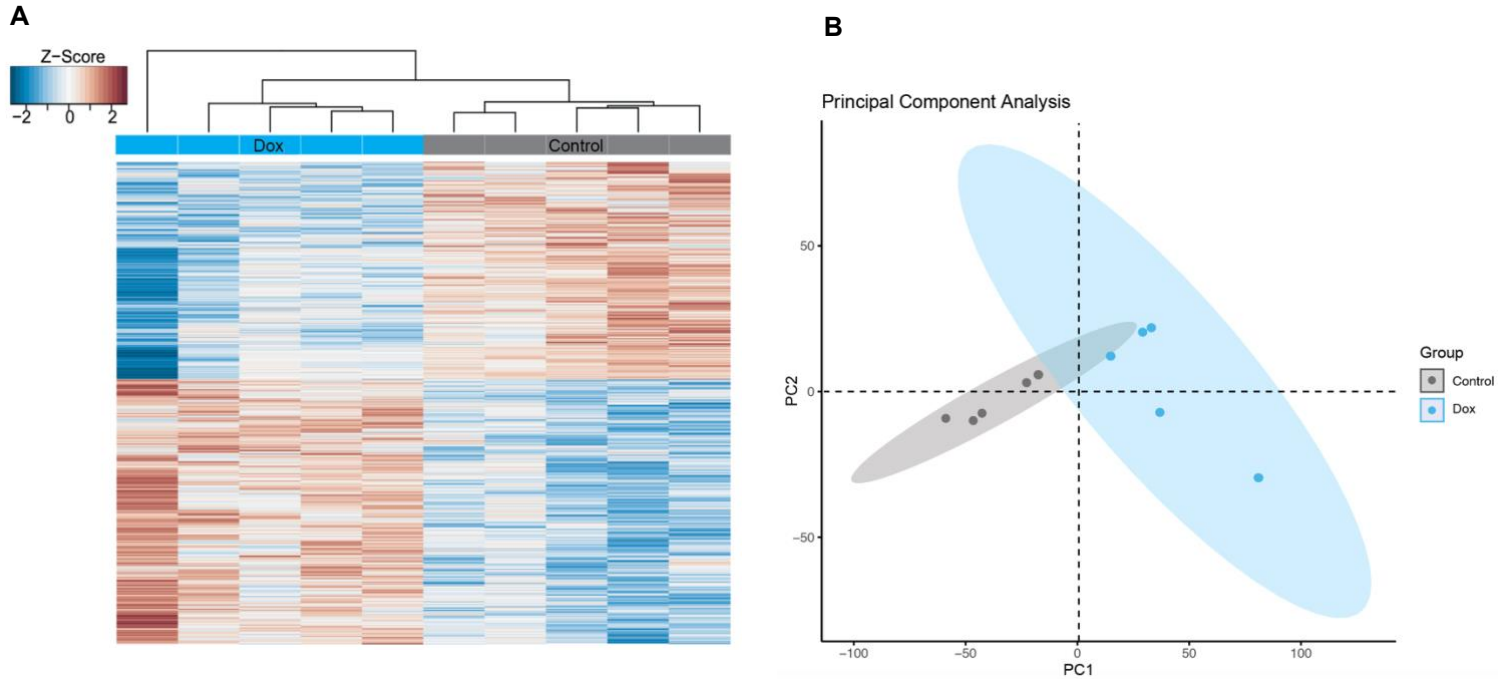 A
Z−Score
−2 0 2
Dox Control
B
Principal Component Analysis
50
0
−50
PC2
−100 −50 0 50 100
PC1
Group
Control
Dox